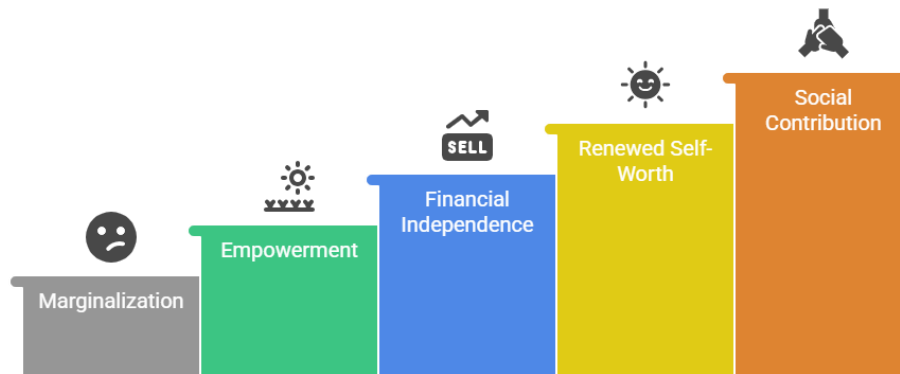 Social
Contribution
Renewed Self-
Worth
SELL
Financial
Independence
Empowerment
Marginalization